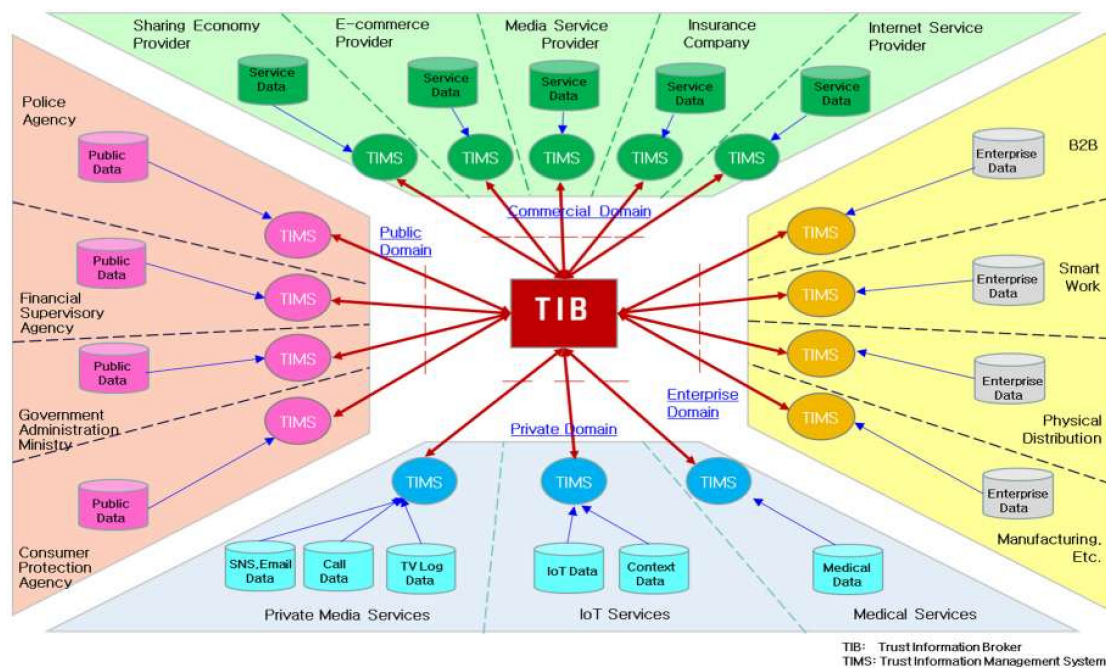 Sharing Economy
Provider
E-commerce
Provider
Media Service
Provider
Insurance
Company
Internet Service
Provider
Service
Data
Service
Data
Service
Data
Service
Data
Service
Data
TIMS
TIMS
TIMS
TIMS
TIMS
Commercial Domain
Police
Agency
Public
Data
TIMS
Public
Domain
Public
Data
TIMS
Financial
Supervisory
Agency
Public
Data
TIMS
Government
Administration
Ministry
TIMS
Public
Data
Consumer
Protection
Agency
TIB
B2B
Enterprise
Data
TIMS
Smart
Work
Enterprise
Data
TIMS
TIMS
Enterprise
Data
Physical
Distribution
TIMS
Enterprise
Domain
Enterprise
Data
Manufacturing,
Etc.
Private Domain
TIMS
TIMS
TIMS
SNS,Email
Data
Call
Data
TV Log
Data
IoT Data
Context
Data
Medical
Data
Private Media Services
IoT Services
Medical Services
TIB: Trust Information Broker
TIMS: Trust Information Management System